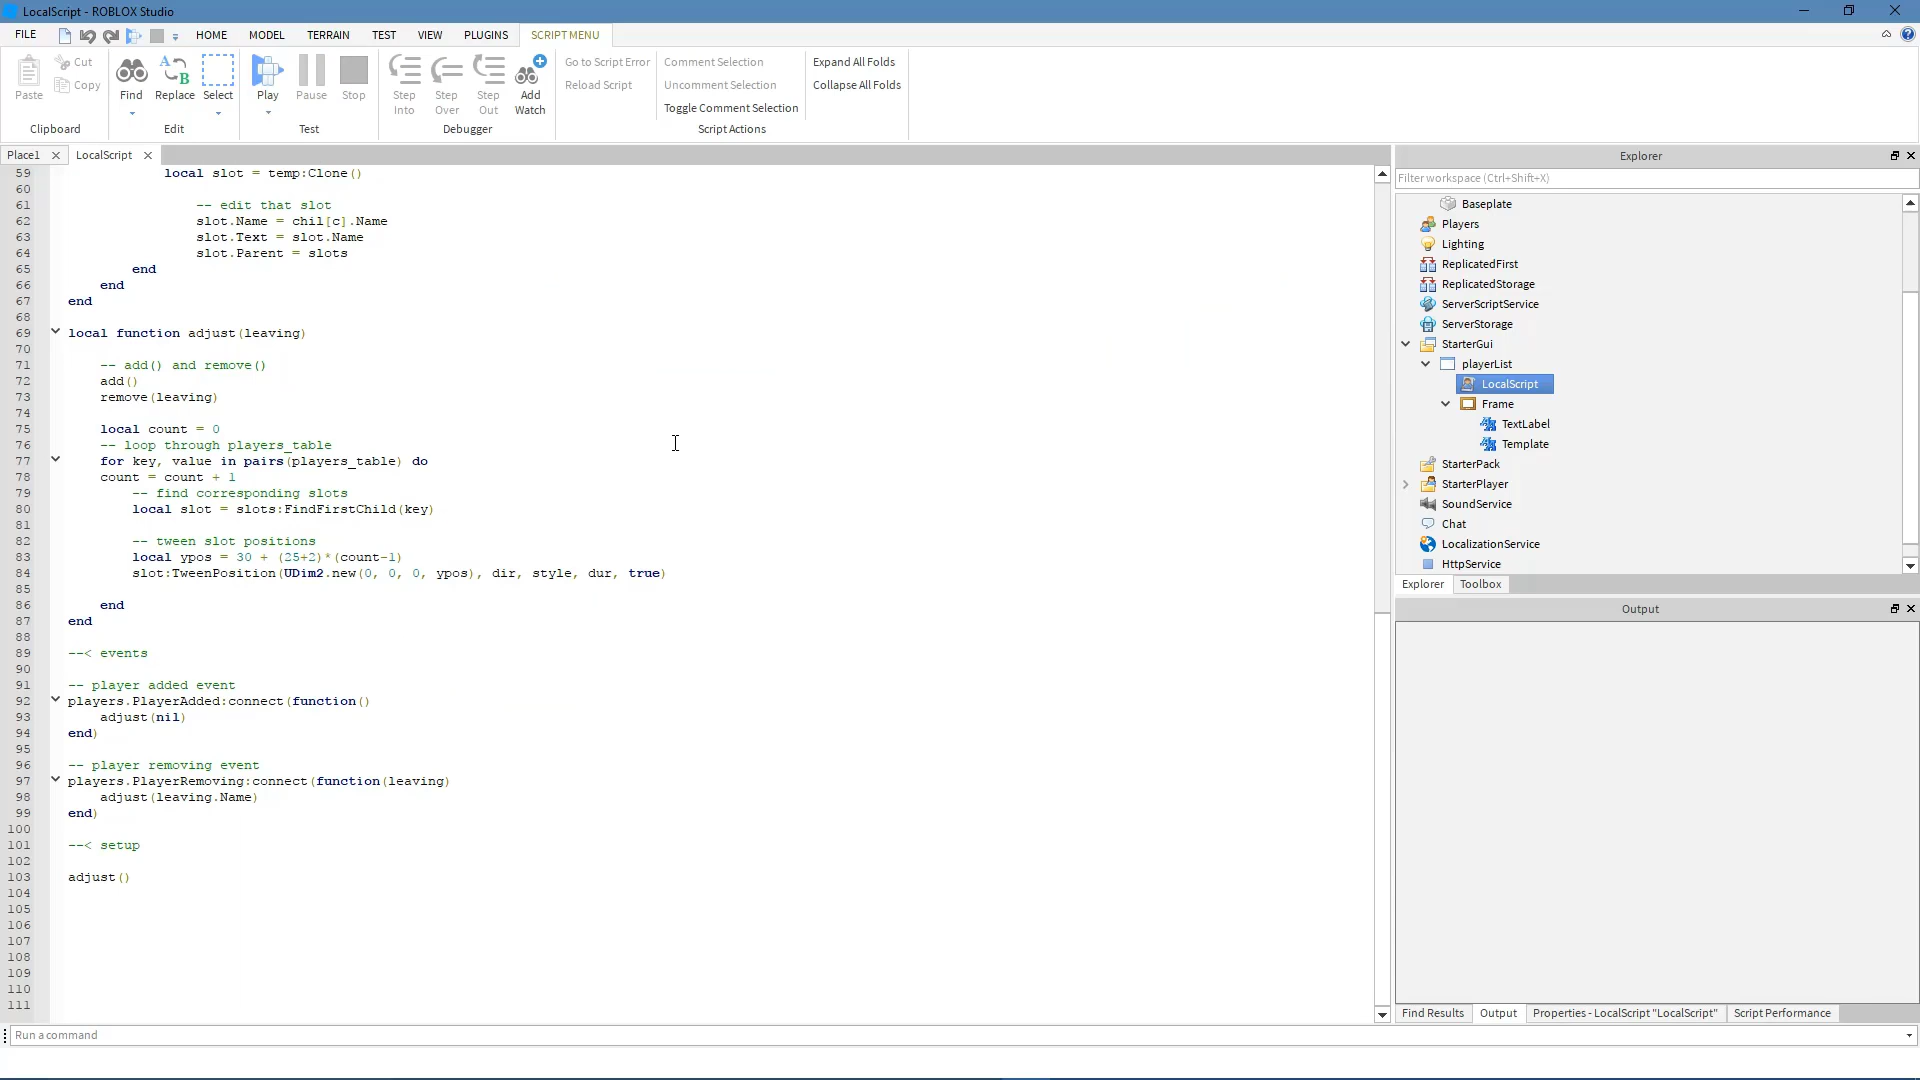 LocalScript - ROBLOX Studio
FILE
HOME
MODEL
TERRAIN
TEST
VIEW
PLUGINS
SCRIPT MENU
Paste
Cut
Copy
Clipboard
Find
Replace
Select
Edit
Play
Pause
Stop
Test
Step Into
Step Over
Step Out
Add Watch
Debugger
Go to Script Error
Reload Script
Comment Selection
Uncomment Selection
Toggle Comment Selection
Expand All Folds
Collapse All Folds
Script Actions
Place1
LocalScript
59 local slot = temp:Clone()
60
61 -- edit that slot
62 slot.Name = chil[c].Name
63 slot.Text = slot.Name
64 slot.Parent = slots
65 end
66 end
67 end
68
69 local function adjust(leaving)
70
71 -- add() and remove()
72 add()
73 remove(leaving)
74
75 local count = 0
76 -- loop through players_table
77 for key, value in pairs(players_table) do
78 count = count + 1
79 -- find corresponding slots
80 local slot = slots:FindFirstChild(key)
81
82 -- tween slot positions
83 local ypos = 30 + (25+2)*(count-1)
84 slot:TweenPosition(UDim2.new(0, 0, 0, ypos), dir, style, dur, true)
85
86 end
87 end
88
89 --< events
90
91 -- player added event
92 players.PlayerAdded:connect(function()
93 adjust(nil)
94 end)
95
96 -- player removing event
97 players.PlayerRemoving:connect(function(leaving)
98 adjust(leaving.Name)
99 end)
100
101 --< setup
102
103 adjust()
104
105
106
107
108
109
110
111
Run a command
Explorer
Filter workspace (Ctrl+Shift+X)
Baseplate
Players
Lighting
ReplicatedFirst
ReplicatedStorage
ServerScriptService
ServerStorage
StarterGui
playerList
LocalScript
Frame
TextLabel
Template
StarterPack
StarterPlayer
SoundService
Chat
LocalizationService
HttpService
Explorer
Toolbox
Output
Find Results
Output
Properties - LocalScript "LocalScript"
Script Performance